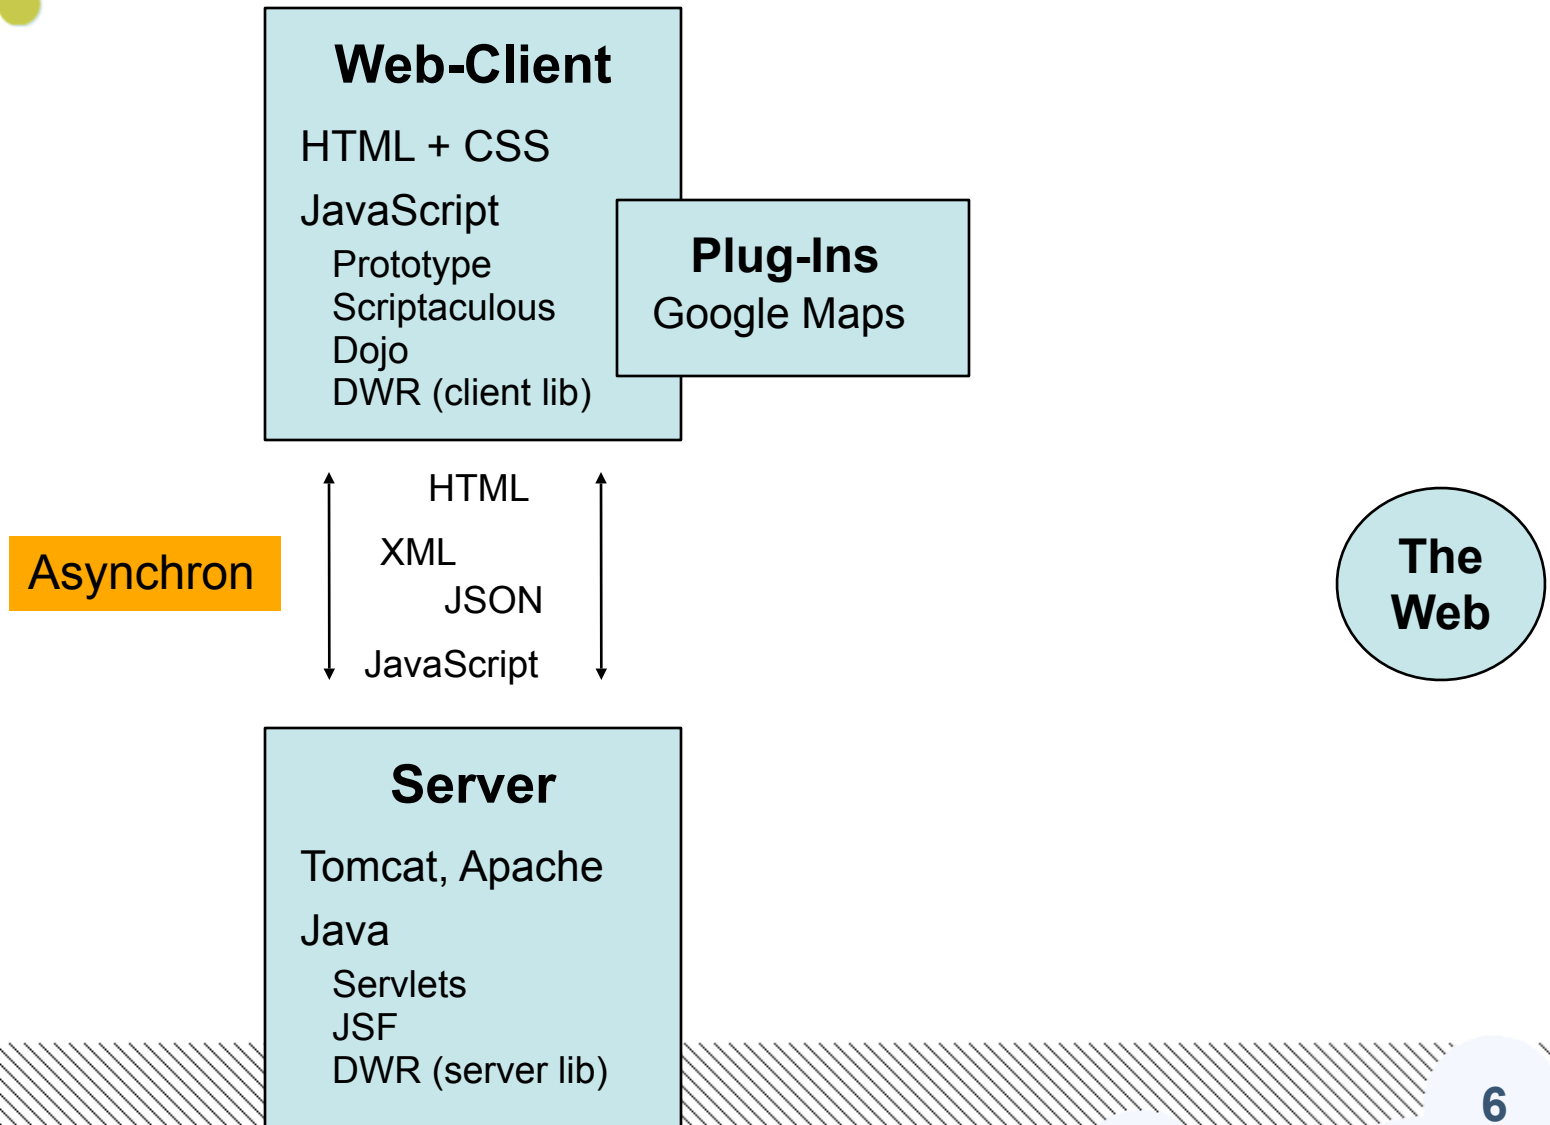 Web-Client
HTML + CSS
JavaScript
Prototype
Scriptaculous
Dojo
DWR (client lib)
Plug-Ins
Google Maps
Asynchron
HTML
XML
JSON
JavaScript
The
Web
Server
Tomcat, Apache
Java
Servlets
JSF
DWR (server lib)
6